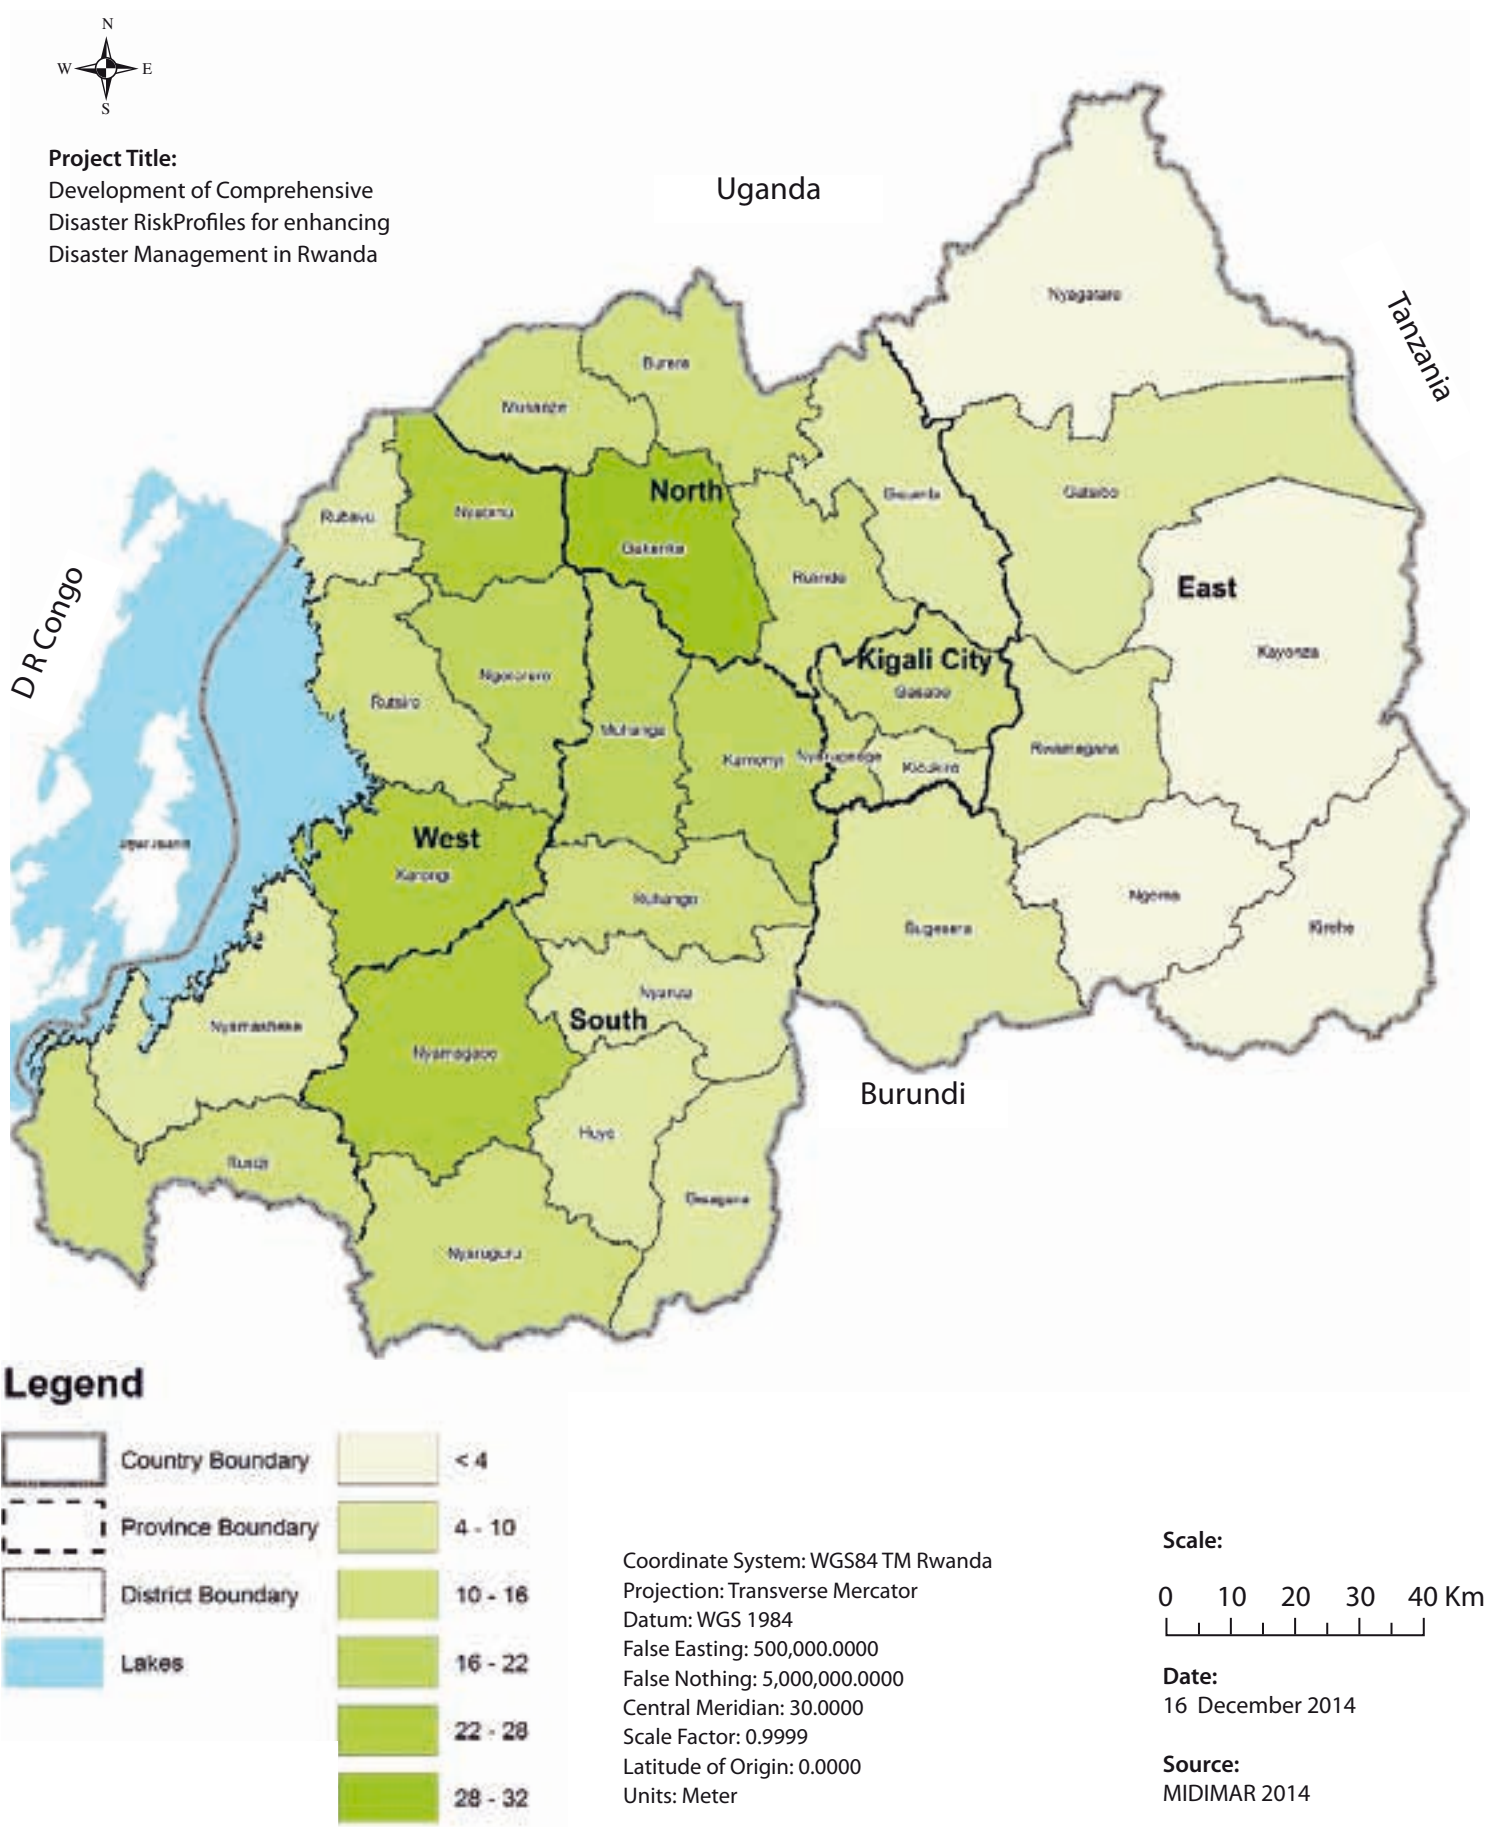 N
W E
S
Project Title:
Development of Comprehensive
Disaster RiskProfiles for enhancing
Disaster Management in Rwanda
Uganda
Tanzania
D R Congo
Burundi
Nyagatare
Burera
Musanze
North
Gatsibo
Rubavu
Nyabihu
Gakenke
Rulindo
East
Kayonza
Kigali City
Gasabo
Ngororero
Rutsiro
Muhanga
Kamonyi
Kicukiro
Rwamagana
West
Karongi
Ruhango
Bugesera
Ngoma
Kirehe
Nyanza
South
Nyamasheke
Nyamagabe
Huye
Gisagara
Rusizi
Nyaruguru
Legend
Country Boundary
Province Boundary
District Boundary
Lakes
< 4
4 - 10
10 - 16
16 - 22
22 - 28
28 - 32
Coordinate System: WGS84 TM Rwanda
Projection: Transverse Mercator
Datum: WGS 1984
False Easting: 500,000.0000
False Nothing: 5,000,000.0000
Central Meridian: 30.0000
Scale Factor: 0.9999
Latitude of Origin: 0.0000
Units: Meter
Scale:
0 10 20 30 40 Km
Date:
16 December 2014
Source:
MIDIMAR 2014